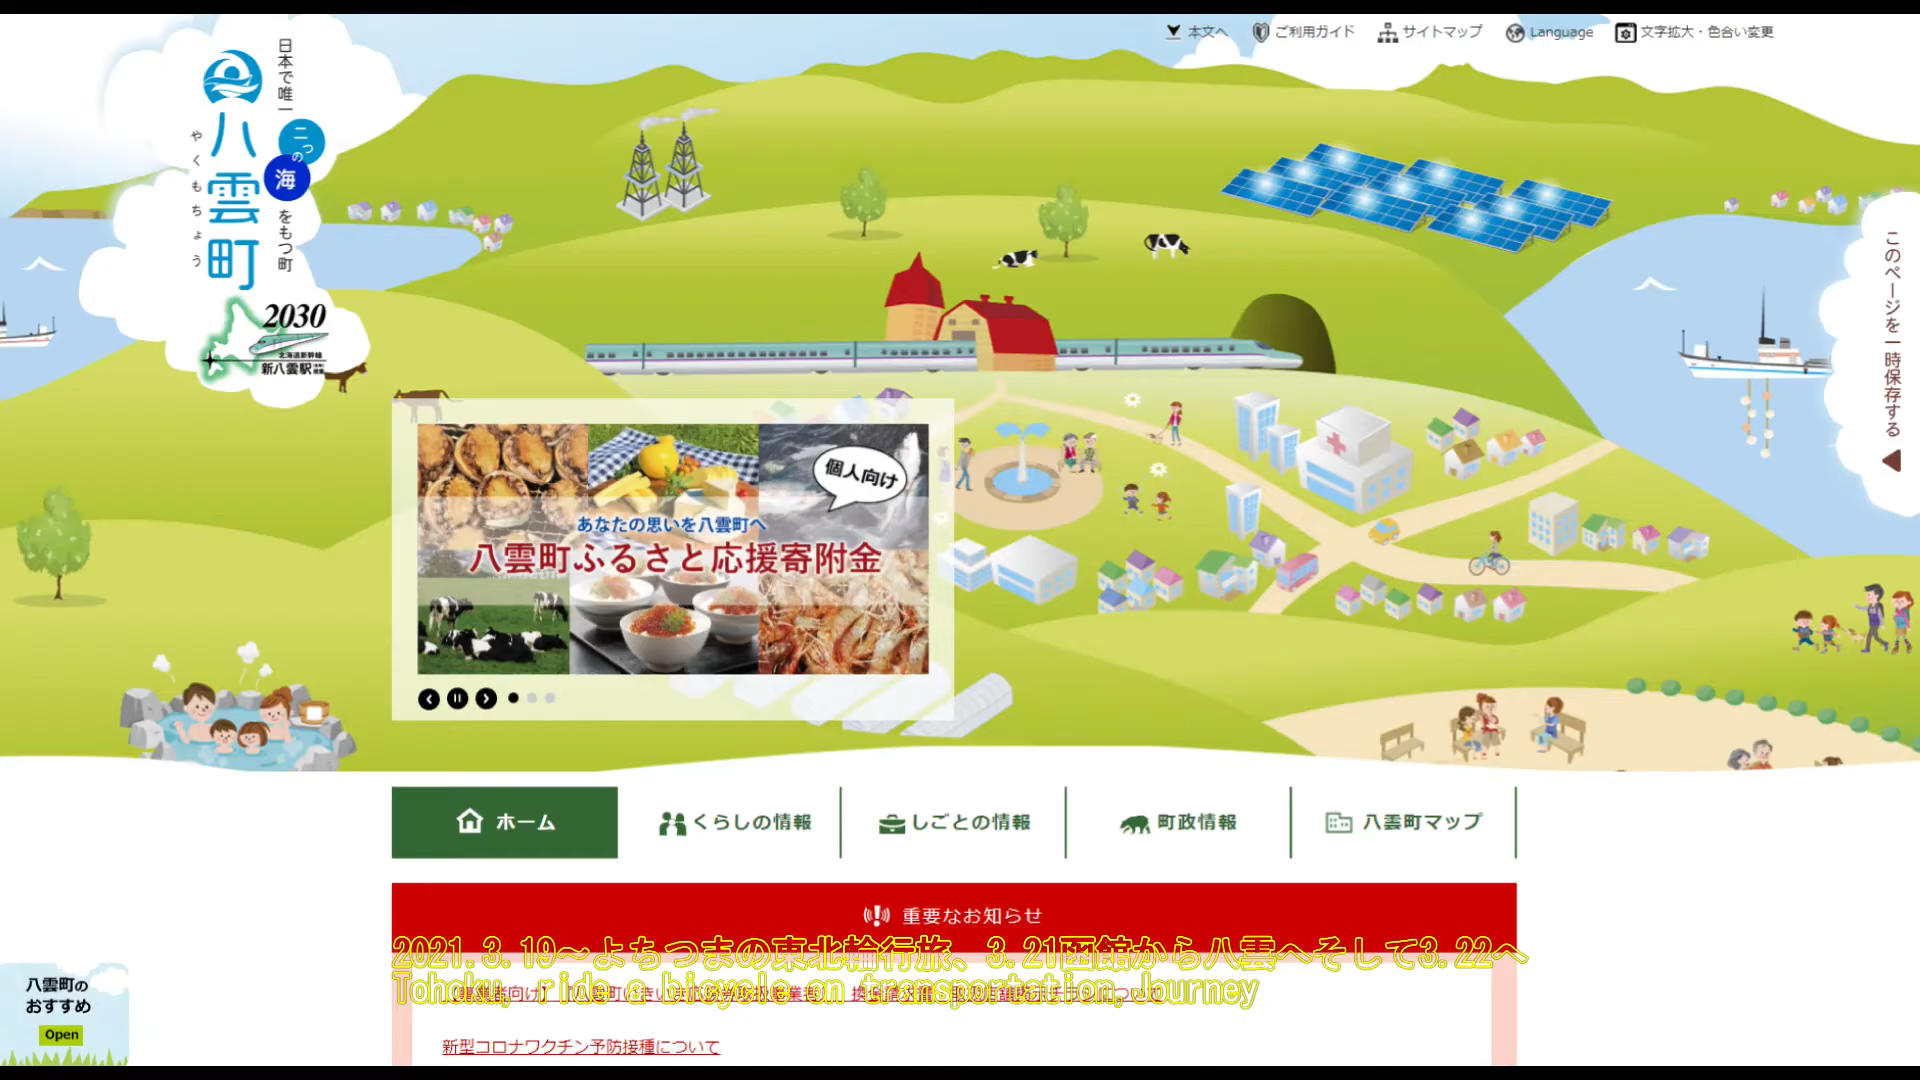 本文へ
ご利用ガイド
サイトマップ
Language
文字拡大・色合い変更
日本で唯一
二つの
海
をもつ町
八雲町
やくもちょう
2030
北海道新幹線
新八雲駅
このページを一時保存する
個人向け
あなたの思いを八雲町へ
八雲町ふるさと応援寄附金
ホーム
くらしの情報
しごとの情報
町政情報
八雲町マップ
重要なお知らせ
2021.3.19～よちつまの東北輪行旅、3.21函館から八雲へそして3.22へ
Tohoku, ride a bicycle on transportation,Journey
新型コロナワクチン予防接種について
八雲町の
おすすめ
Open